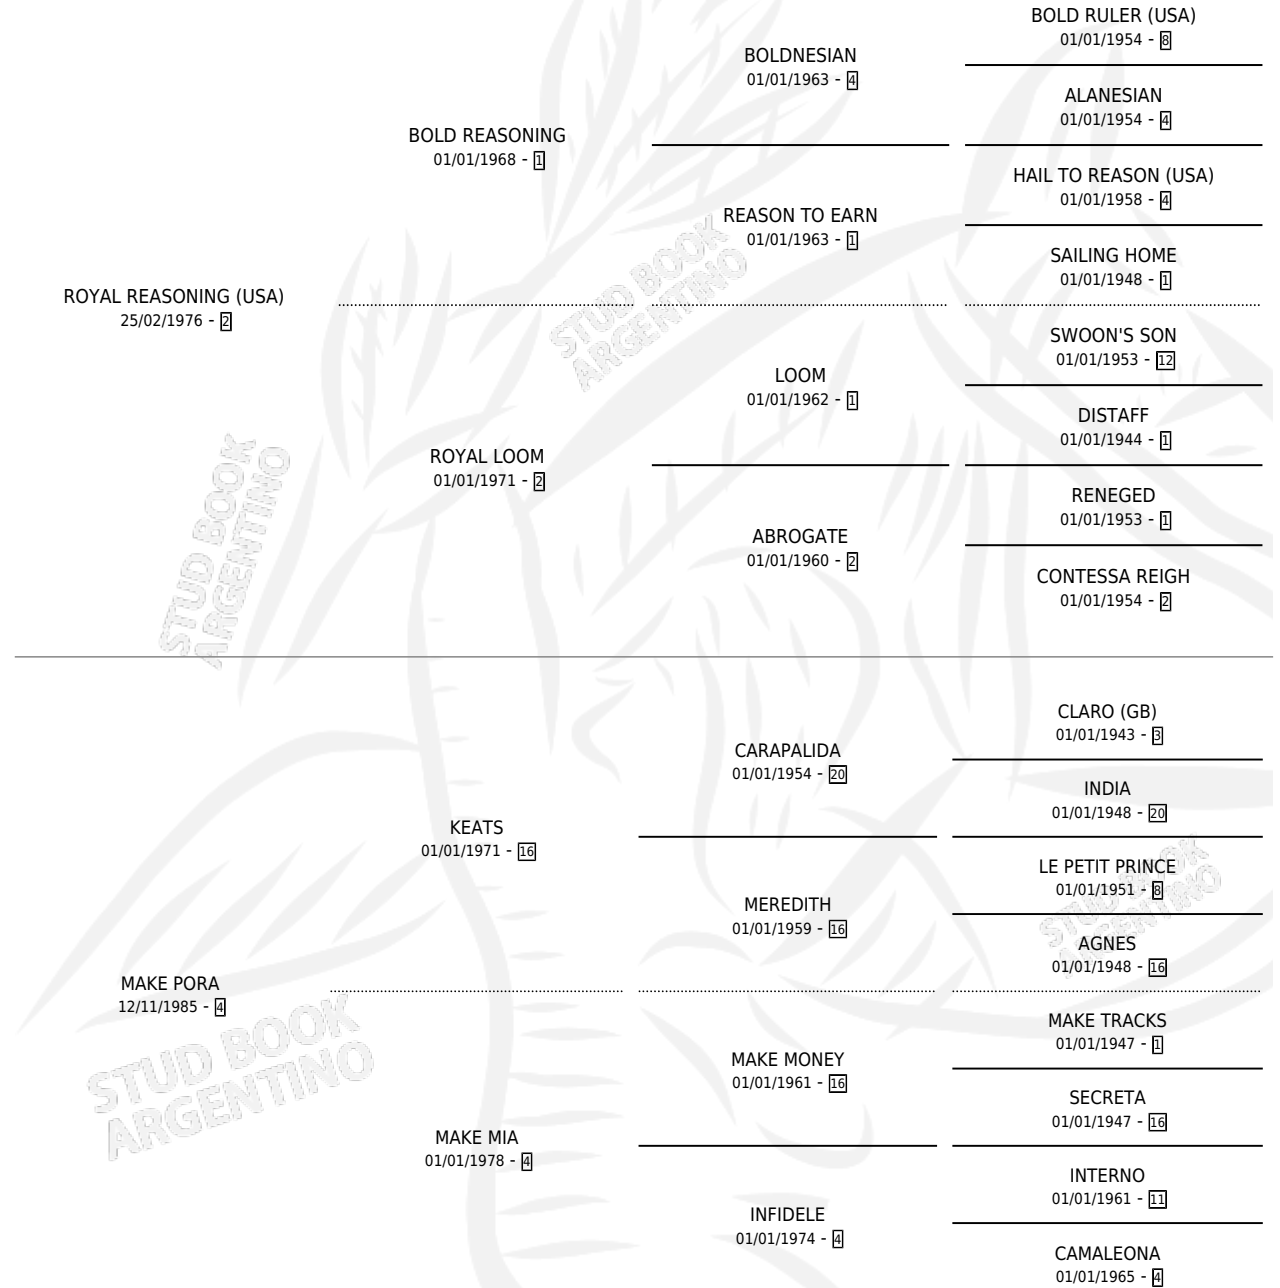 BOLD RULER (USA)
01/01/1954 - 8
BOLDNESIAN
01/01/1963 - 4
ALANESIAN
01/01/1954 - 4
BOLD REASONING
01/01/1968 - 1
HAIL TO REASON (USA)
01/01/1958 - 4
REASON TO EARN
01/01/1963 - 1
SAILING HOME
01/01/1948 - 1
ROYAL REASONING (USA)
25/02/1976 - 2
STUD BOOK
ARGENTINO
SWOON'S SON
01/01/1953 - 12
LOOM
01/01/1962 - 1
DISTAFF
01/01/1944 - 1
ROYAL LOOM
01/01/1971 - 2
RENEGED
01/01/1953 - 1
ABROGATE
01/01/1960 - 2
CONTESSA REIGH
01/01/1954 - 2
STUD BOOK
ARGENTINO
CLARO (GB)
01/01/1943 - 3
CARAPALIDA
01/01/1954 - 20
INDIA
01/01/1948 - 20
KEATS
01/01/1971 - 16
LE PETIT PRINCE
01/01/1951 - 8
MEREDITH
01/01/1959 - 16
STUD BOOK
ARGENTINO
AGNES
01/01/1948 - 16
MAKE PORA
12/11/1985 - 4
MAKE TRACKS
01/01/1947 - 1
MAKE MONEY
01/01/1961 - 16
SECRETA
01/01/1947 - 16
STUD BOOK
ARGENTINO
MAKE MIA
01/01/1978 - 4
INTERNO
01/01/1961 - 11
INFIDELE
01/01/1974 - 4
CAMALEONA
01/01/1965 - 4